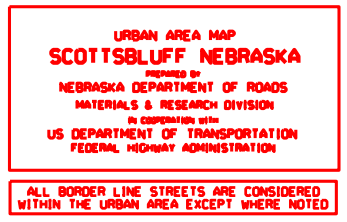 URBAN AREA MAP
SCOTTSBLUFF NEBRASKA
PREPARED BY
NEBRASKA DEPARTMENT OF ROADS
MATERIALS & RESEARCH DIVISION
IN COOPERATION WITH
US DEPARTMENT OF TRANSPORTATION
FEDERAL HIGHWAY ADMINISTRATION
ALL BORDER LINE STREETS ARE CONSIDERED
WITHIN THE URBAN AREA EXCEPT WHERE NOTED